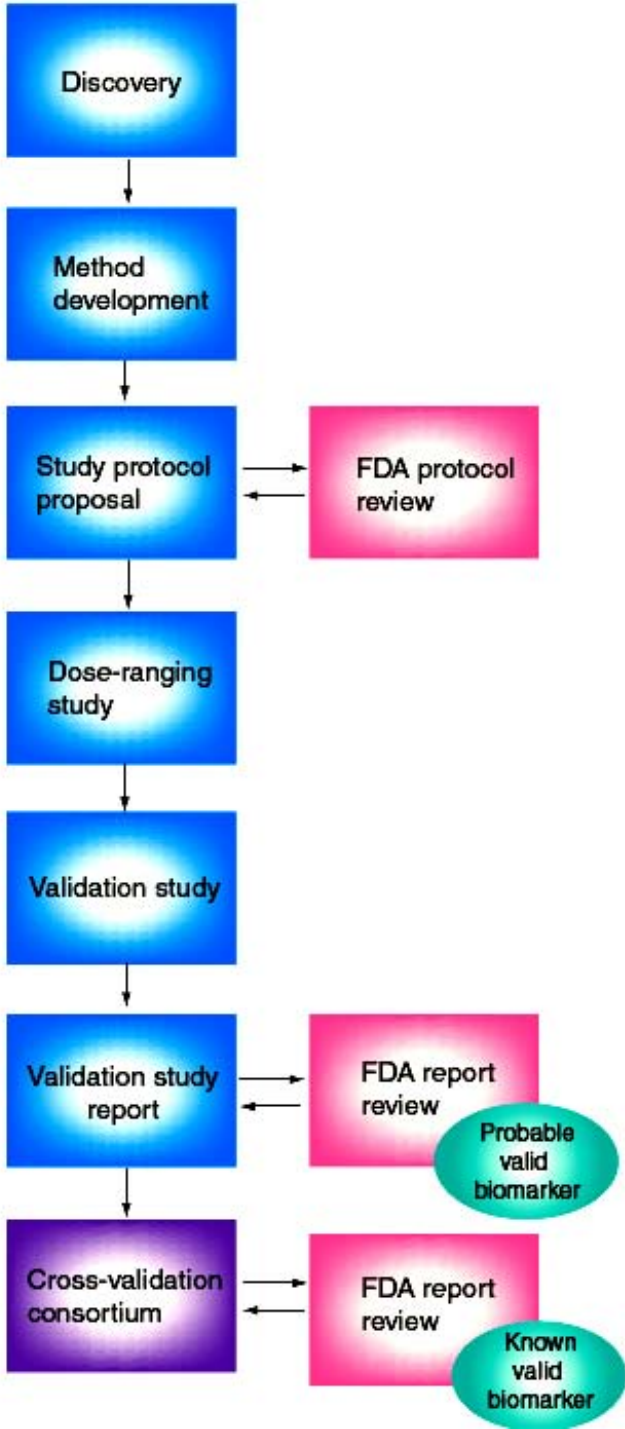 Discovery
Method
development
Study protocol
proposal
FDA protocol
review
Dose-ranging
study
Validation study
Validation study
report
FDA report
review
Probable
valid
biomarker
Cross-validation
consortium
FDA report
review
Known
valid
biomarker